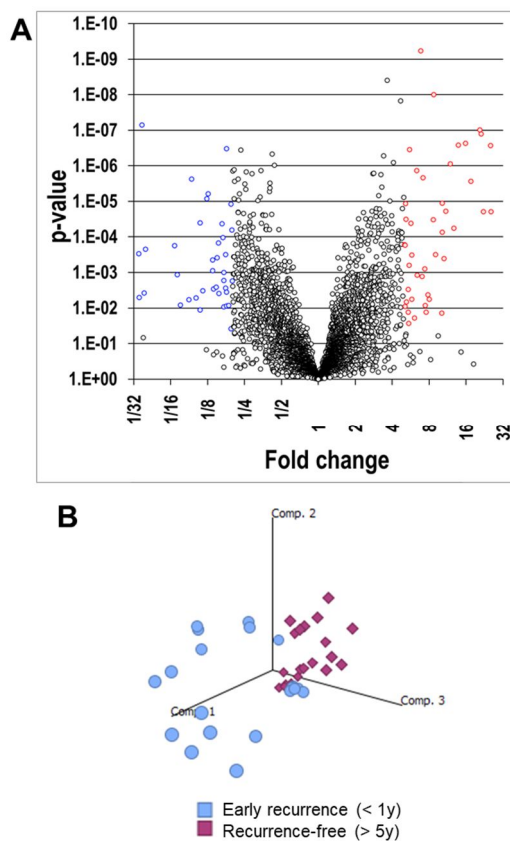 A
1.E-10
1.E-09
1.E-08
1.E-07
1.E-06
1.E-05
1.E-04
1.E-03
1.E-02
1.E-01
1.E+00
p-value
1/32
1/16
1/8
1/4
1/2
1
2
4
8
16
32
Fold change
B
Comp. 2
Comp. 1
Comp. 3
Early recurrence (< 1y)
Recurrence-free (> 5y)